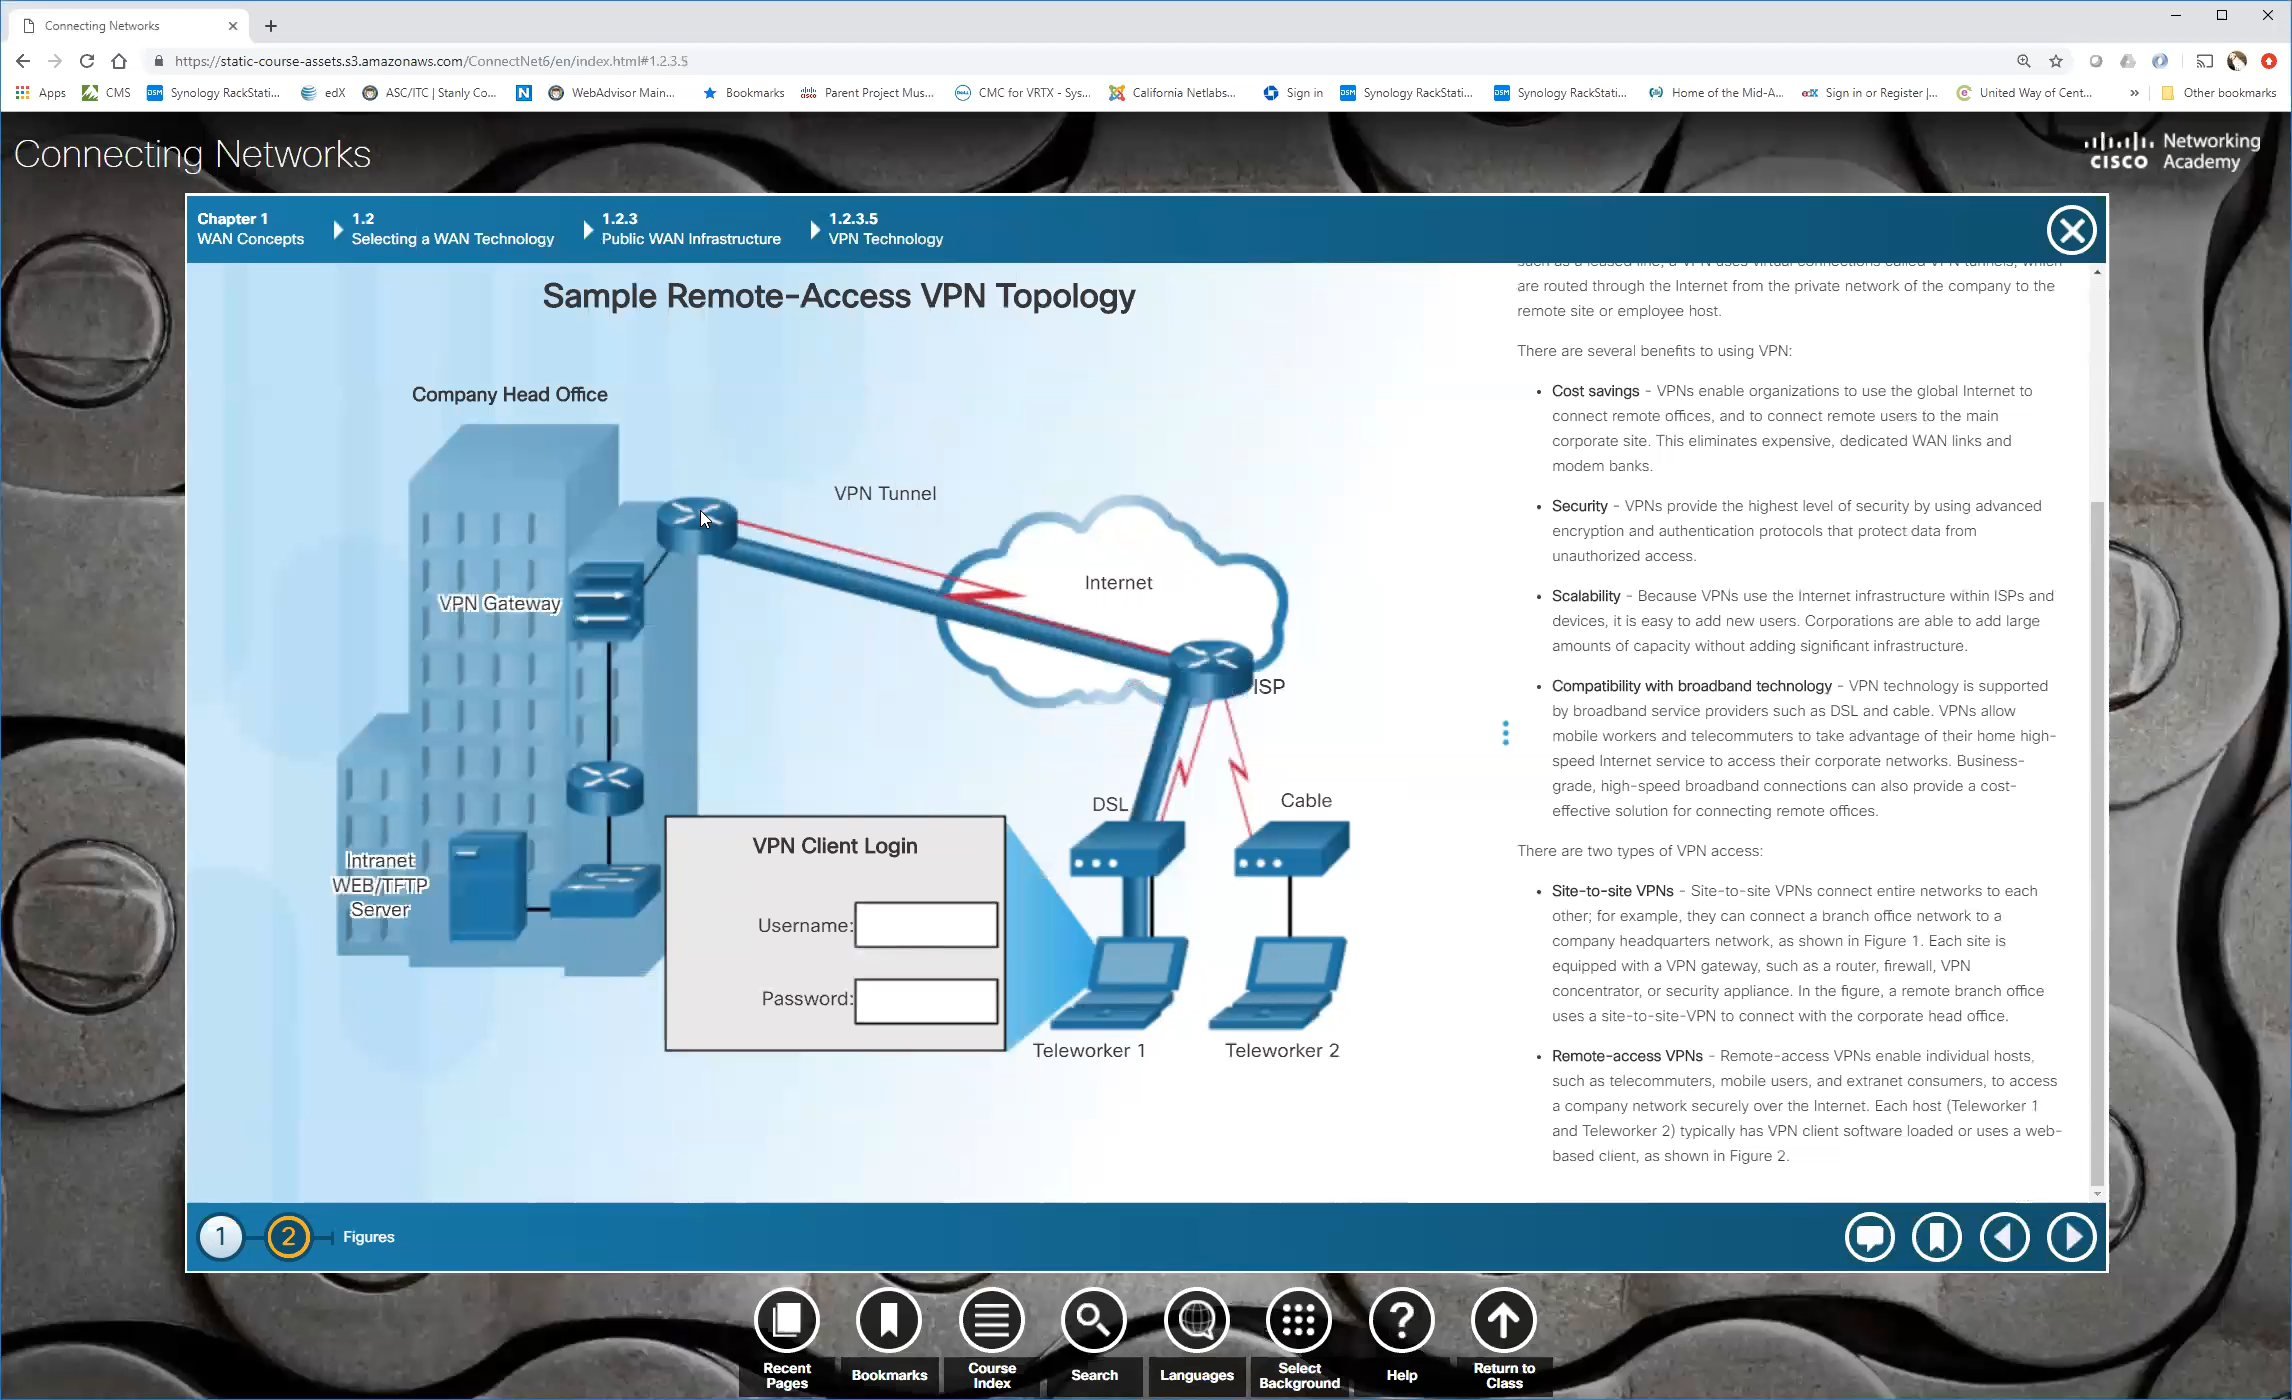 Connecting Networks
https://static-course-assets.s3.amazonaws.com/ConnectNet6/en/index.html#1.2.3.5
Apps
CMS
Synology RackStati...
edX
ASC/ITC | Stanly Co...
WebAdvisor Main...
Bookmarks
Parent Project Mus...
CMC for VRTX - Sys...
California Netlabs...
Sign in
Synology RackStati...
Synology RackStati...
Home of the Mid-A...
Sign in or Register |...
United Way of Cent...
»
Other bookmarks
Connecting Networks
CISCO Networking Academy
Chapter 1
WAN Concepts
1.2
Selecting a WAN Technology
1.2.3
Public WAN Infrastructure
1.2.3.5
VPN Technology
Sample Remote-Access VPN Topology
Company Head Office
VPN Tunnel
Internet
VPN Gateway
ISP
DSL
Cable
Intranet
WEB/TFTP
Server
VPN Client Login
Username:
Password:
Teleworker 1
Teleworker 2
such as a leased line, a VPN uses virtual connections called VPN tunnels, which
are routed through the Internet from the private network of the company to the
remote site or employee host.
There are several benefits to using VPN:
• Cost savings - VPNs enable organizations to use the global Internet to
connect remote offices, and to connect remote users to the main
corporate site. This eliminates expensive, dedicated WAN links and
modem banks.
• Security - VPNs provide the highest level of security by using advanced
encryption and authentication protocols that protect data from
unauthorized access.
• Scalability - Because VPNs use the Internet infrastructure within ISPs and
devices, it is easy to add new users. Corporations are able to add large
amounts of capacity without adding significant infrastructure.
• Compatibility with broadband technology - VPN technology is supported
by broadband service providers such as DSL and cable. VPNs allow
mobile workers and telecommuters to take advantage of their home high-
speed Internet service to access their corporate networks. Business-
grade, high-speed broadband connections can also provide a cost-
effective solution for connecting remote offices.
There are two types of VPN access:
• Site-to-site VPNs - Site-to-site VPNs connect entire networks to each
other; for example, they can connect a branch office network to a
company headquarters network, as shown in Figure 1. Each site is
equipped with a VPN gateway, such as a router, firewall, VPN
concentrator, or security appliance. In the figure, a remote branch office
uses a site-to-site-VPN to connect with the corporate head office.
• Remote-access VPNs - Remote-access VPNs enable individual hosts,
such as telecommuters, mobile users, and extranet consumers, to access
a company network securely over the Internet. Each host (Teleworker 1
and Teleworker 2) typically has VPN client software loaded or uses a web-
based client, as shown in Figure 2.
1
2
Figures
Recent
Pages
Bookmarks
Course
Index
Search
Languages
Select
Background
Help
Return to
Class